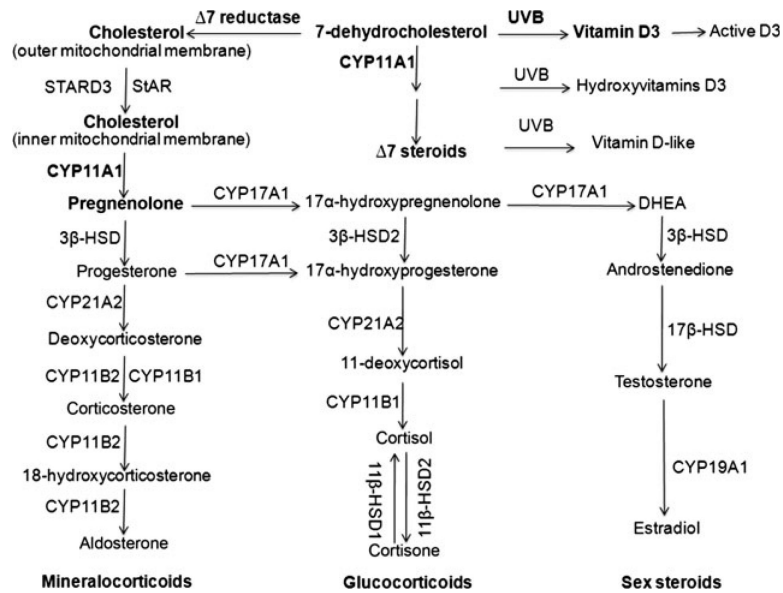 Δ7 reductase
Cholesterol
(outer mitochondrial membrane)
7-dehydrocholesterol
UVB
Vitamin D3
Active D3
CYP11A1
STARD3
StAR
UVB
Hydroxyvitamins D3
Cholesterol
(inner mitochondrial membrane)
Δ7 steroids
UVB
Vitamin D-like
CYP11A1
Pregnenolone
CYP17A1
17α-hydroxypregnenolone
CYP17A1
DHEA
3β-HSD
3β-HSD2
3β-HSD
Progesterone
CYP17A1
17α-hydroxyprogesterone
Androstenedione
CYP21A2
CYP21A2
17β-HSD
Deoxycorticosterone
11-deoxycortisol
CYP11B2
CYP11B1
Testosterone
Corticosterone
CYP11B1
Cortisol
CYP11B2
11β-HSD1
11β-HSD2
CYP19A1
18-hydroxycorticosterone
CYP11B2
Estradiol
Aldosterone
Cortisone
Mineralocorticoids
Glucocorticoids
Sex steroids